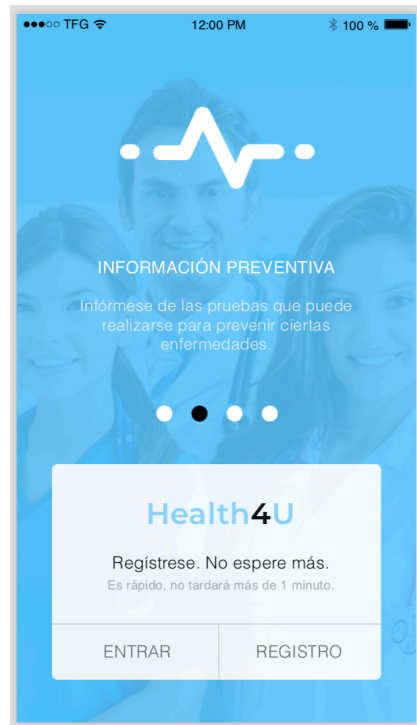 TFG 12:00 PM 100 %
INFORMACIÓN PREVENTIVA
Infórmese de las pruebas que puede
realizarse para prevenir ciertas
enfermedades.
Health4U
Regístrese. No espere más.
Es rápido, no tardará más de 1 minuto.
ENTRAR REGISTRO